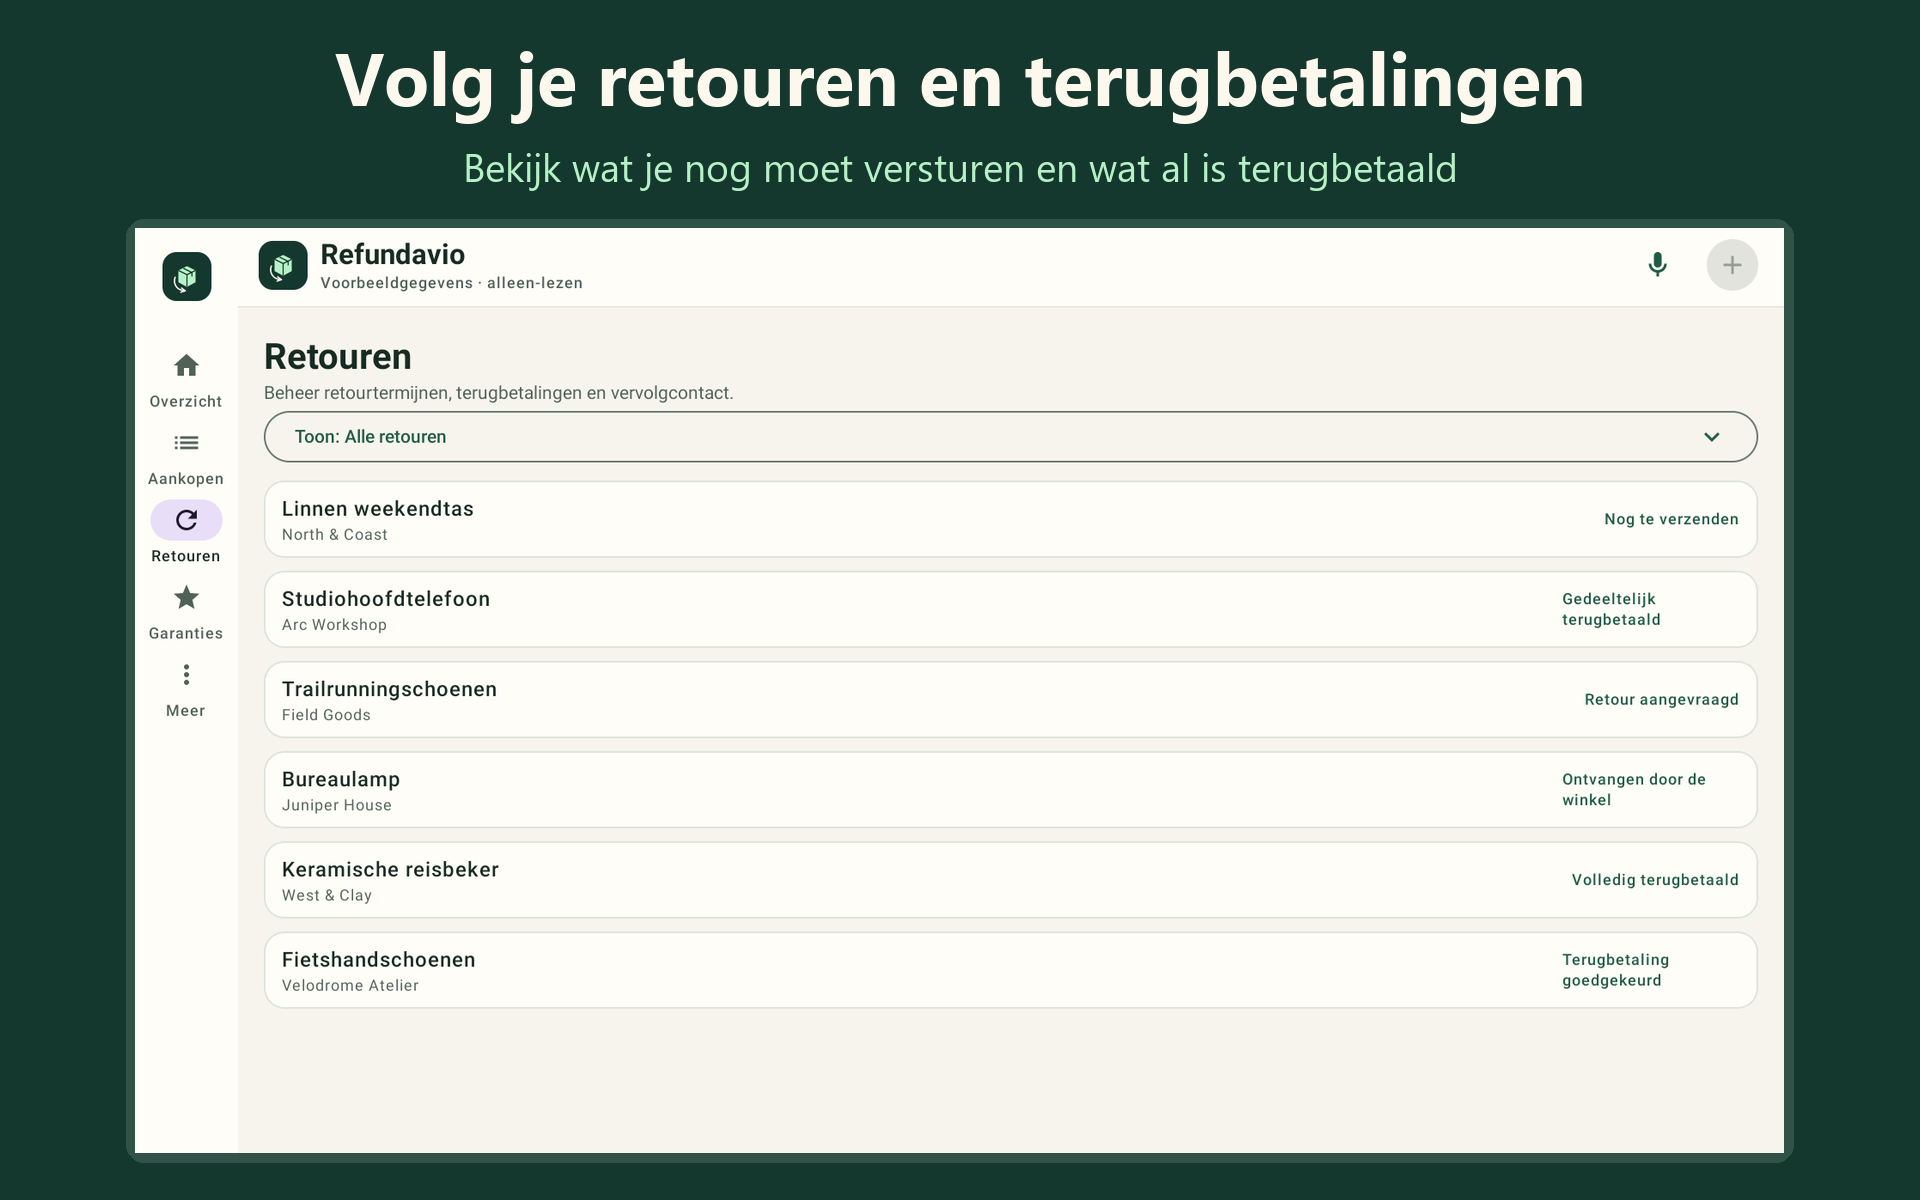 Volg je retouren en terugbetalingen
Bekijk wat je nog moet versturen en wat al is terugbetaald
Refundavio
Voorbeeldgegevens · alleen-lezen
Overzicht
Aankopen
Retouren
Garanties
Meer
Retouren
Beheer retourtermijnen, terugbetalingen en vervolgcontact.
Toon: Alle retouren
Linnen weekendtas
North & Coast
Nog te verzenden
Studiohoofdtelefoon
Arc Workshop
Gedeeltelijk
terugbetaald
Trailrunningschoenen
Field Goods
Retour aangevraagd
Bureaulamp
Juniper House
Ontvangen door de
winkel
Keramische reisbeker
West & Clay
Volledig terugbetaald
Fietshandschoenen
Velodrome Atelier
Terugbetaling
goedgekeurd